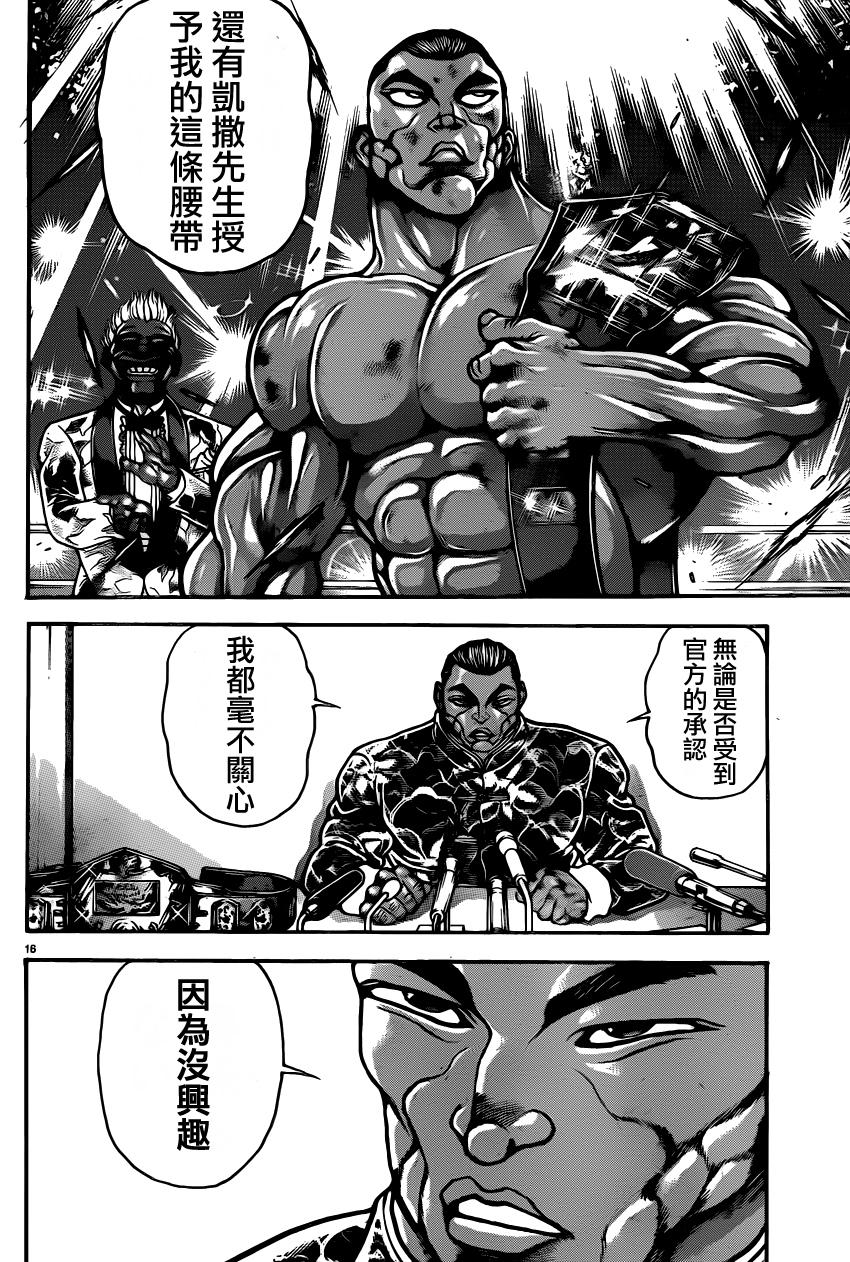 還有凱撒先生授
予我的這條腰帶
無論是否受到
官方的承認
我都毫不關心
16
因為沒興趣